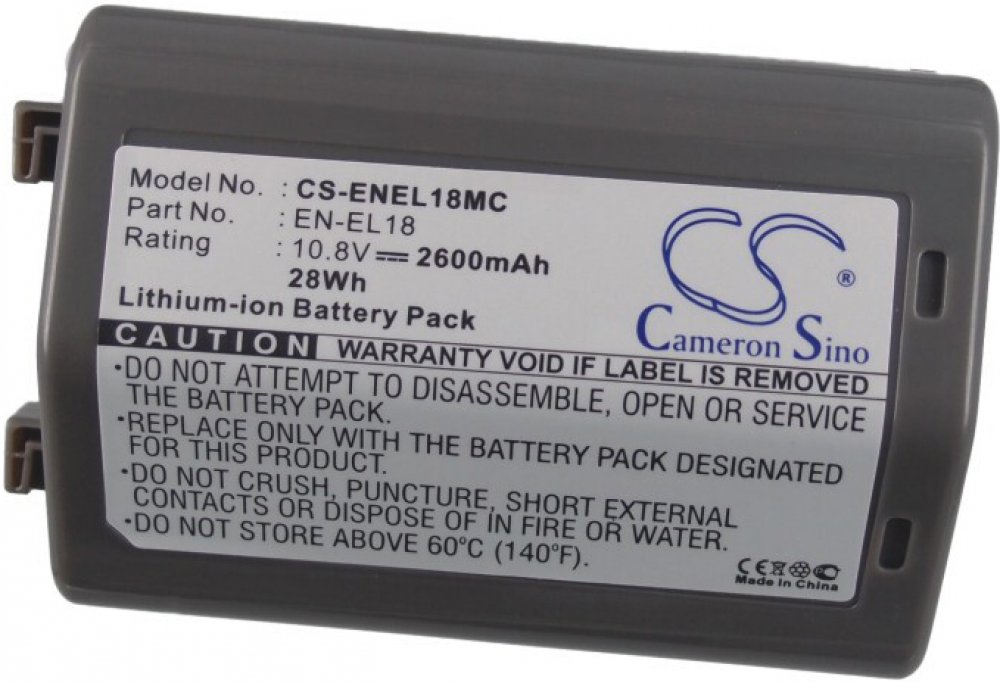 Model No. : CS-ENEL18MC
Part No. : EN-EL18
Rating : 10.8V 2600mAh
28Wh
Lithium-ion Battery Pack
CS ®
Cameron Sino
CAUTION WARRANTY VOID IF LABEL IS REMOVED
•DO NOT ATTEMPT TO DISASSEMBLE, OPEN OR SERVICE
THE BATTERY PACK.
•REPLACE ONLY WITH THE BATTERY PACK DESIGNATED
FOR THIS PRODUCT.
•DO NOT CRUSH, PUNCTURE, SHORT EXTERNAL
CONTACTS OR DISPOSE OF IN FIRE OR WATER.
•DO NOT STORE ABOVE 60°C (140°F).
CE
Made In China